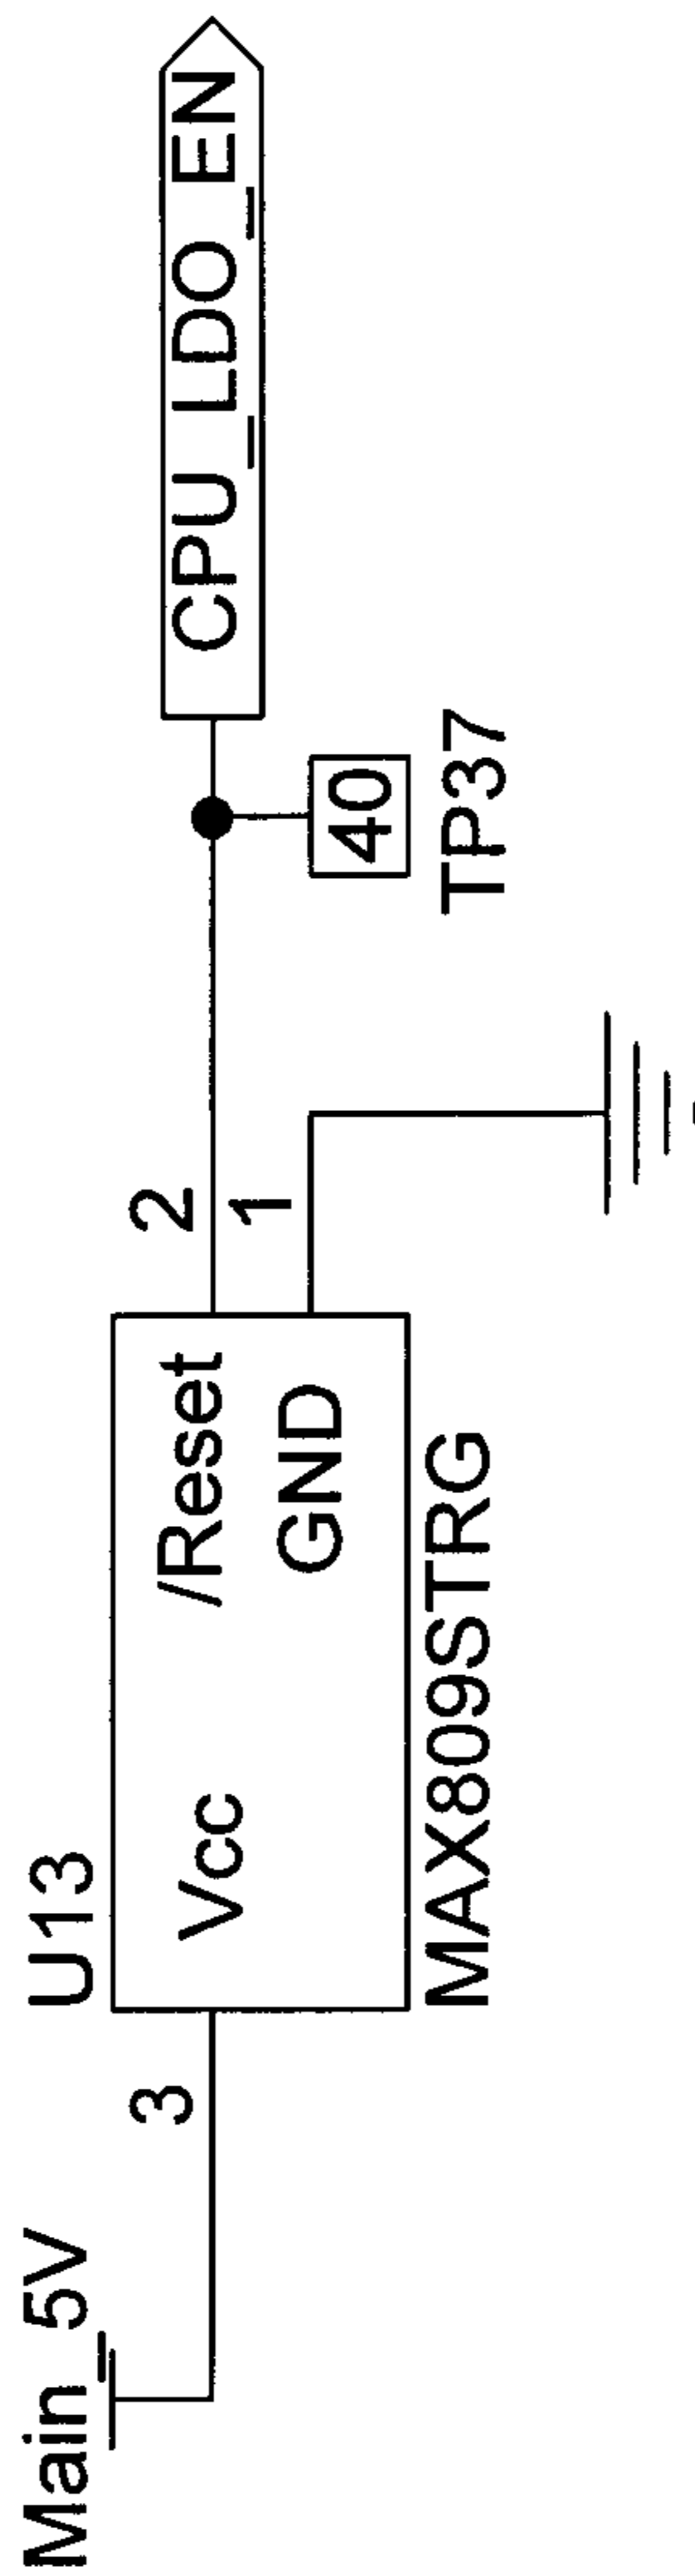 Main_5V
3
U13
Vcc
/Reset
GND
MAX809STRG
2
1
40
TP37
CPU_LDO_EN